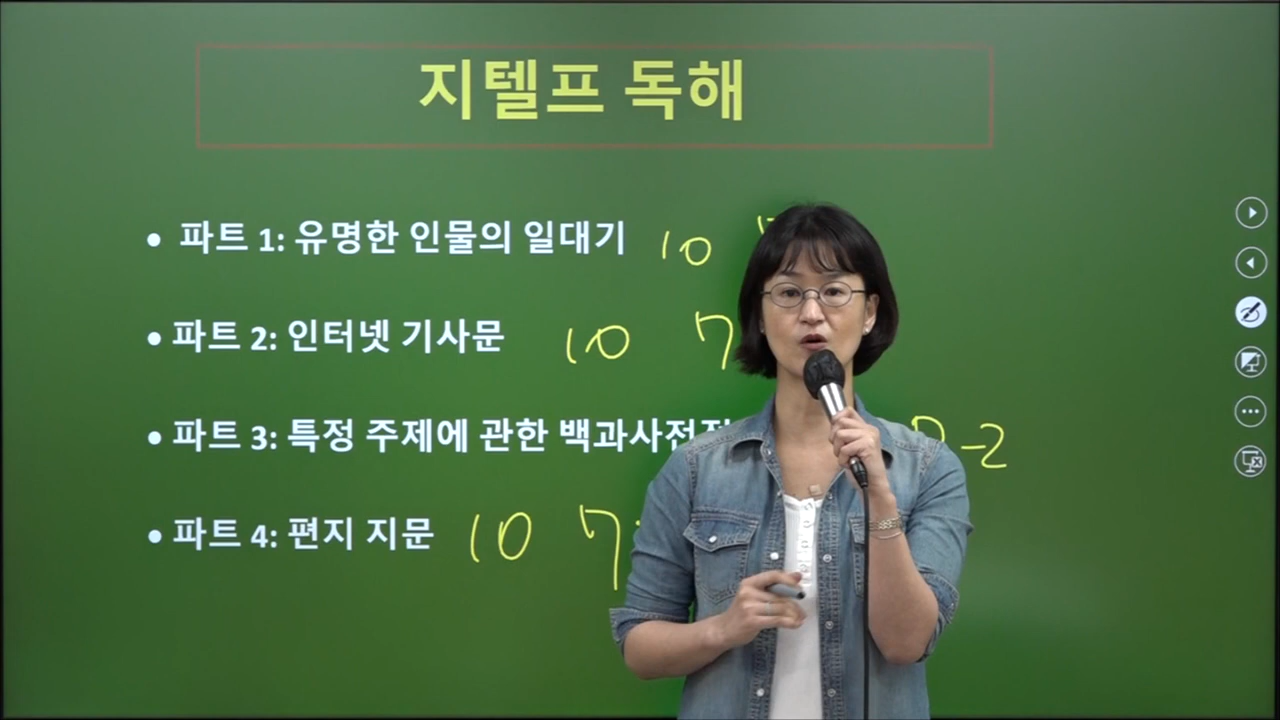 지텔프 독해
• 파트 1: 유명한 인물의 일대기 10
• 파트 2: 인터넷 기사문 10 7
• 파트 3: 특정 주제에 관한 백과사전 -2
• 파트 4: 편지 지문 10 7